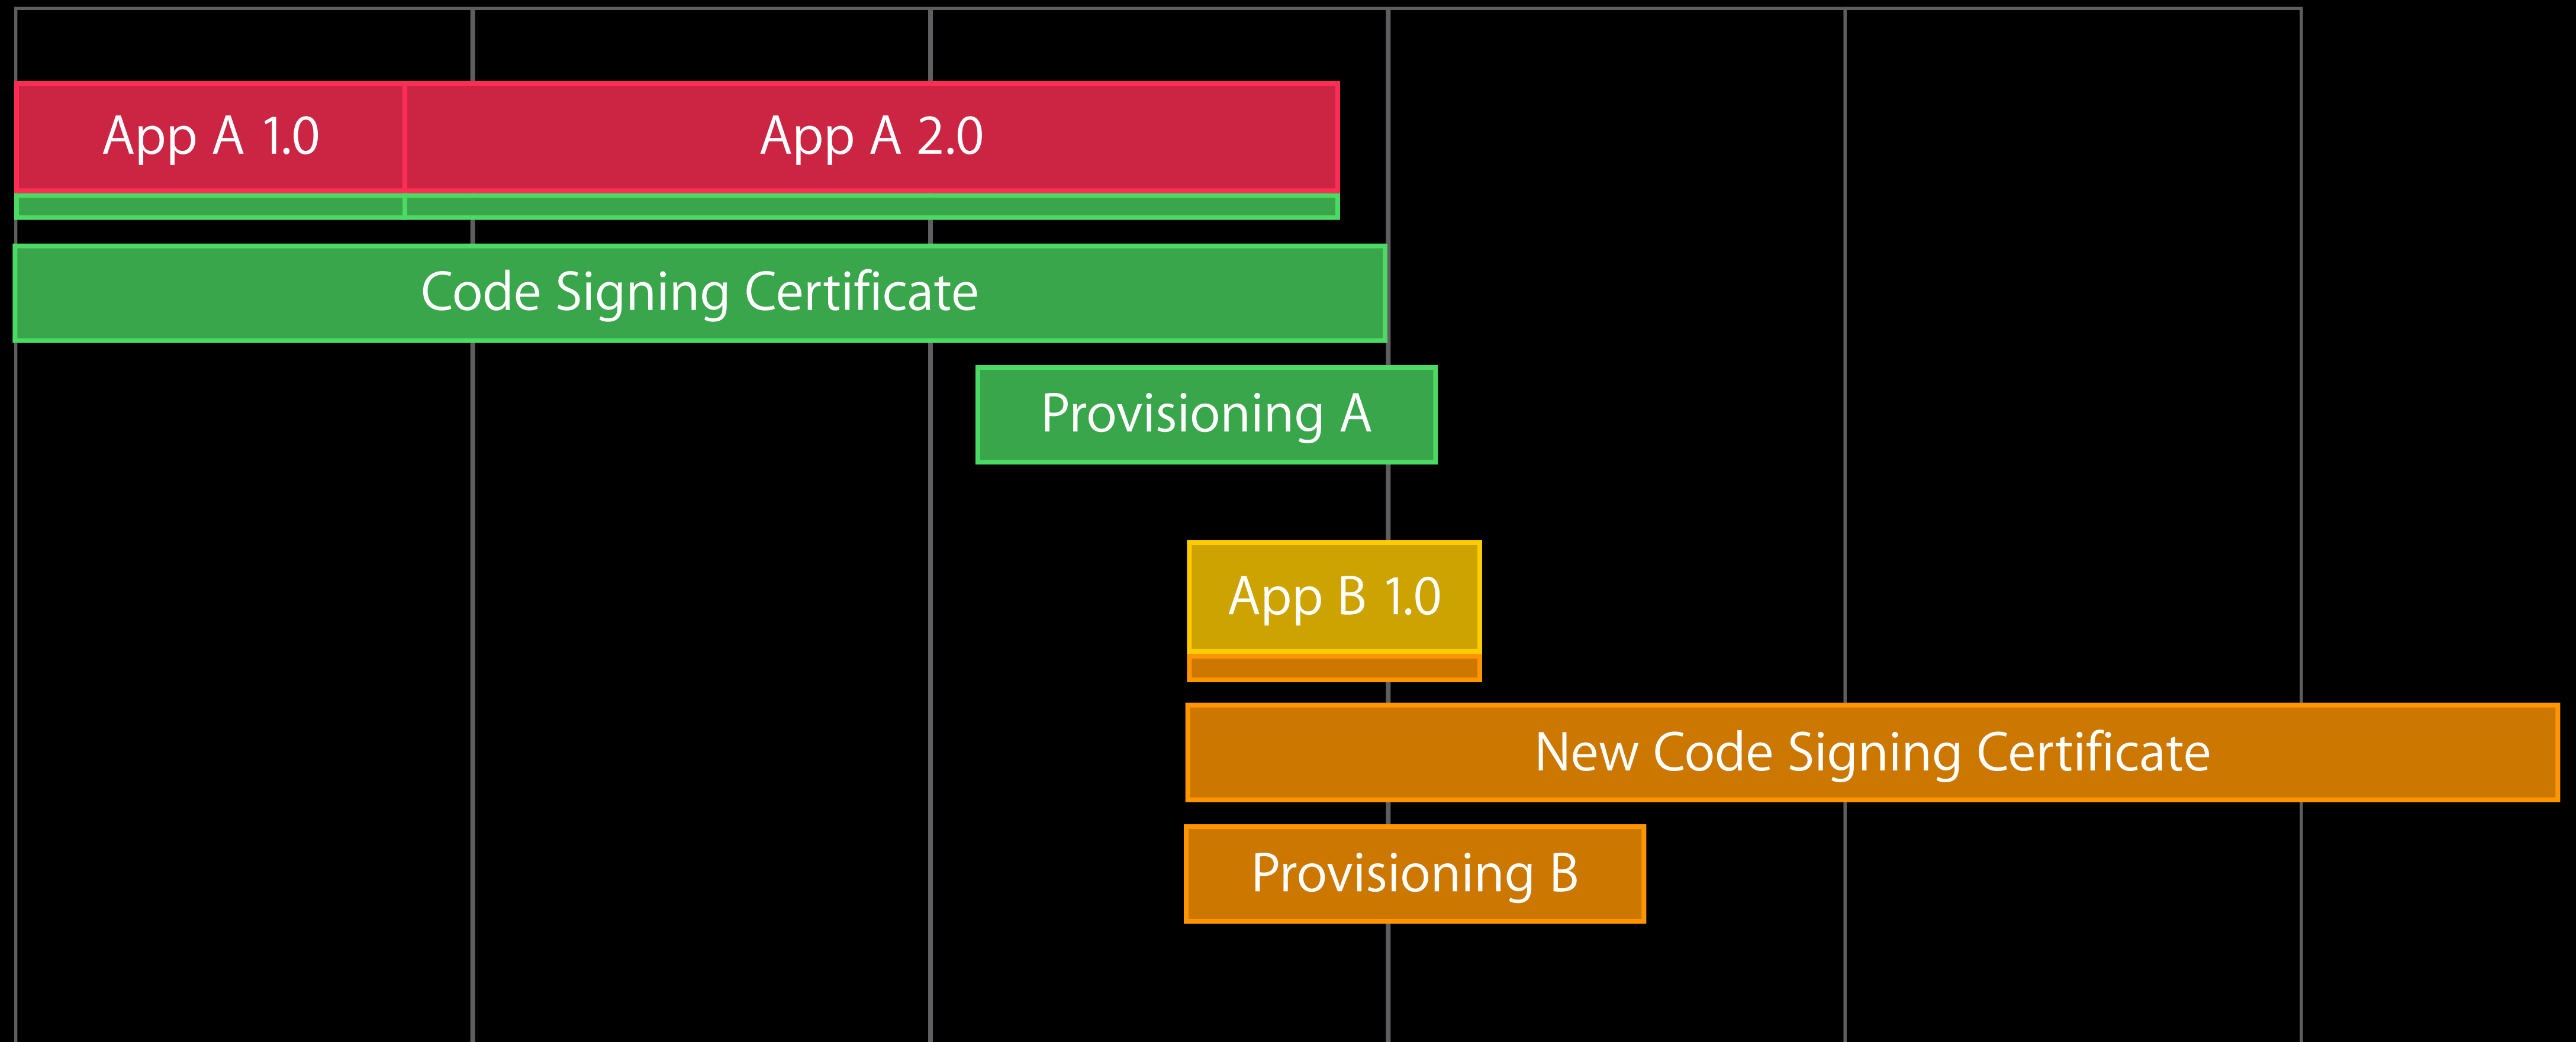 App A 1.0
App A 2.0
Code Signing Certificate
Provisioning A
App B 1.0
New Code Signing Certificate
Provisioning B